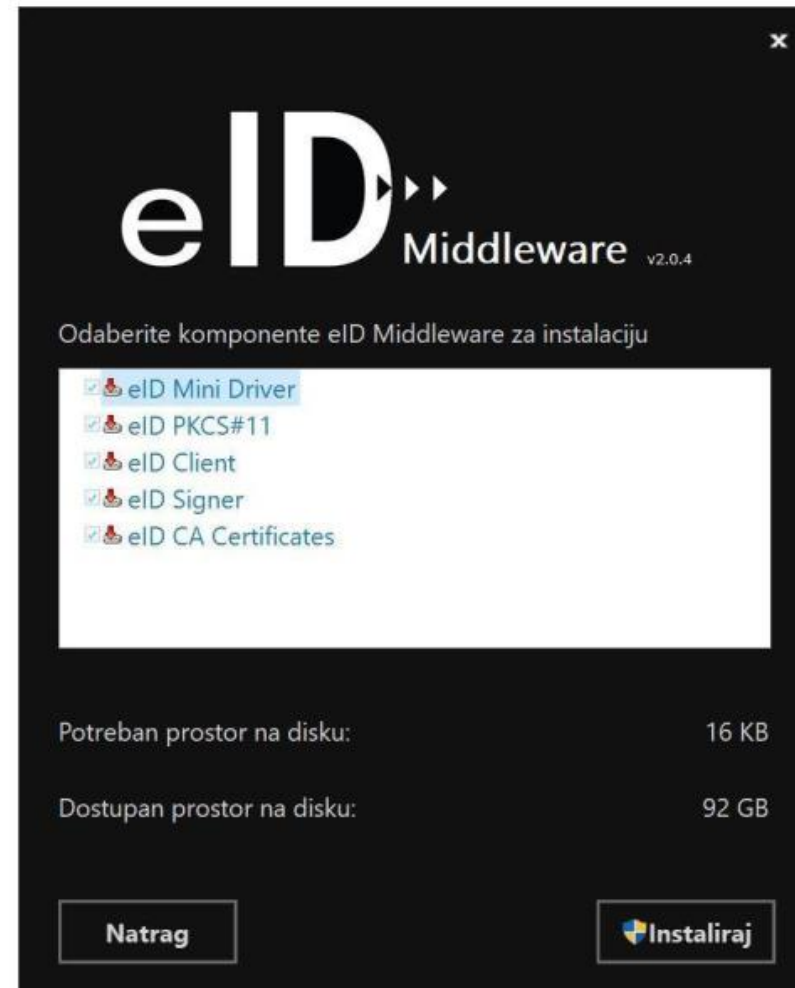 eID
Middleware v2.0.4
Odaberite komponente eID Middleware za instalaciju
eID Mini Driver
eID PKCS#11
eID Client
eID Signer
eID CA Certificates
Potreban prostor na disku: 16 KB
Dostupan prostor na disku: 92 GB
Natrag Instaliraj